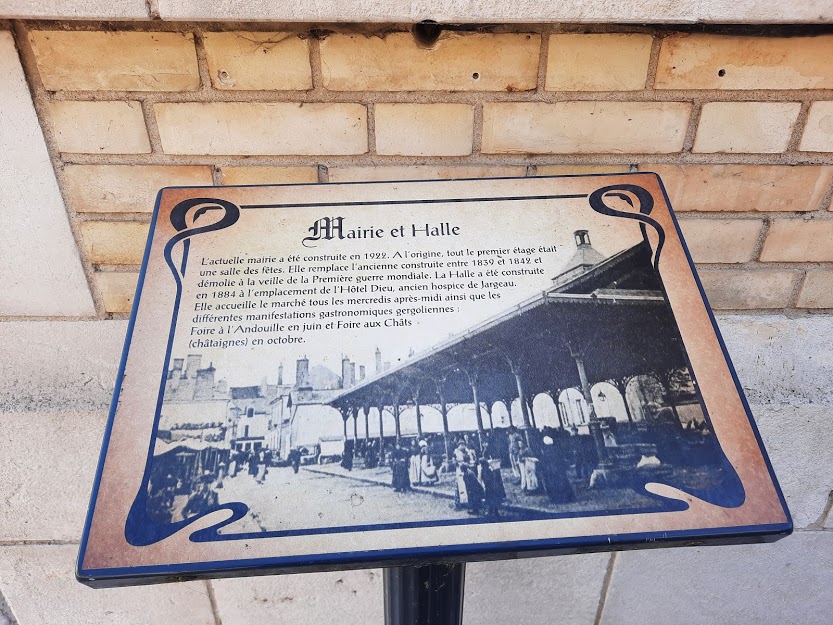 Mairie et Halle
L'actuelle mairie a été construite en 1922. A l'origine, tout le premier étage était
une salle des fêtes. Elle remplace l'ancienne construite entre 1839 et 1842 et
démolie à la veille de la Première guerre mondiale. La Halle a été construite
en 1884 à l'emplacement de l'Hôtel Dieu, ancien hospice de Jargeau.
Elle accueille le marché tous les mercredis après-midi ainsi que les
différentes manifestations gastronomiques gergoliennes :
Foire à l'Andouille en juin et Foire aux Châts
(châtaignes) en octobre.